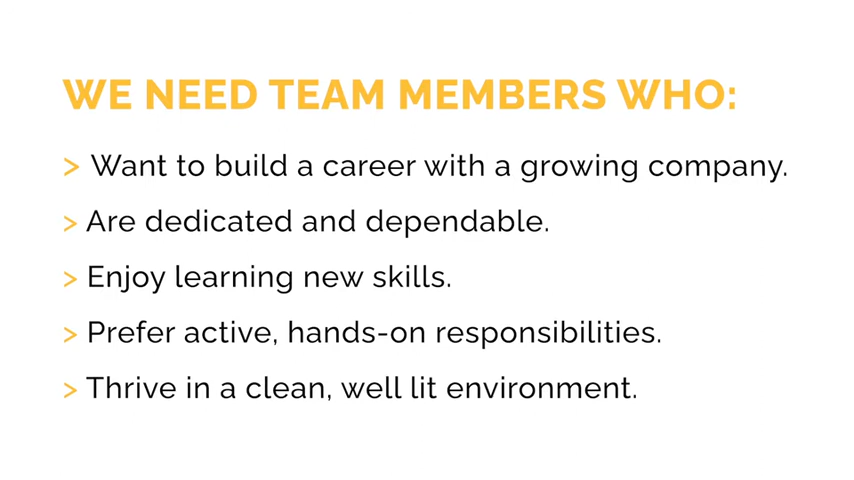 WE NEED TEAM MEMBERS WHO:
> Want to build a career with a growing company.
> Are dedicated and dependable.
> Enjoy learning new skills.
> Prefer active, hands-on responsibilities.
> Thrive in a clean, well lit environment.